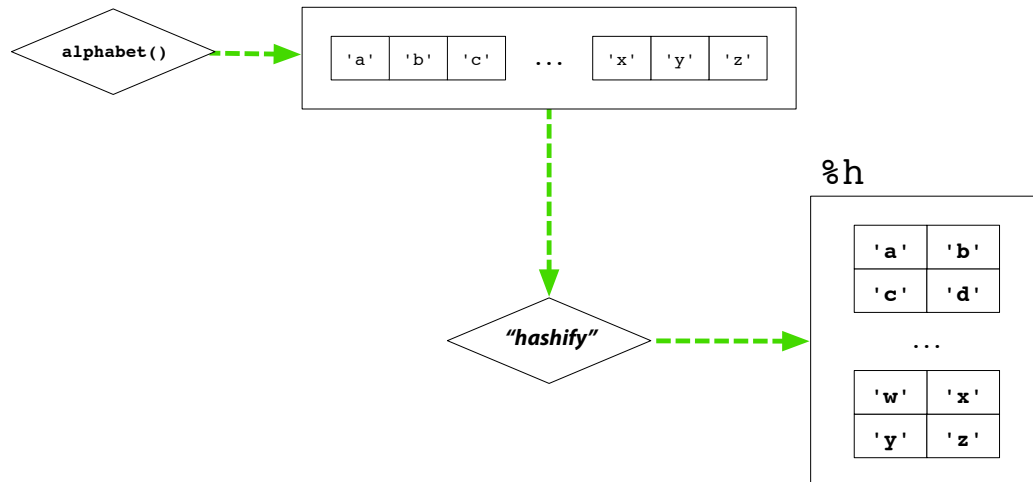 alphabet()
'a' 'b' 'c' ... 'x' 'y' 'z'
%h
'a' 'b'
'c' 'd'
“hashify”
...
'w' 'x'
'y' 'z'